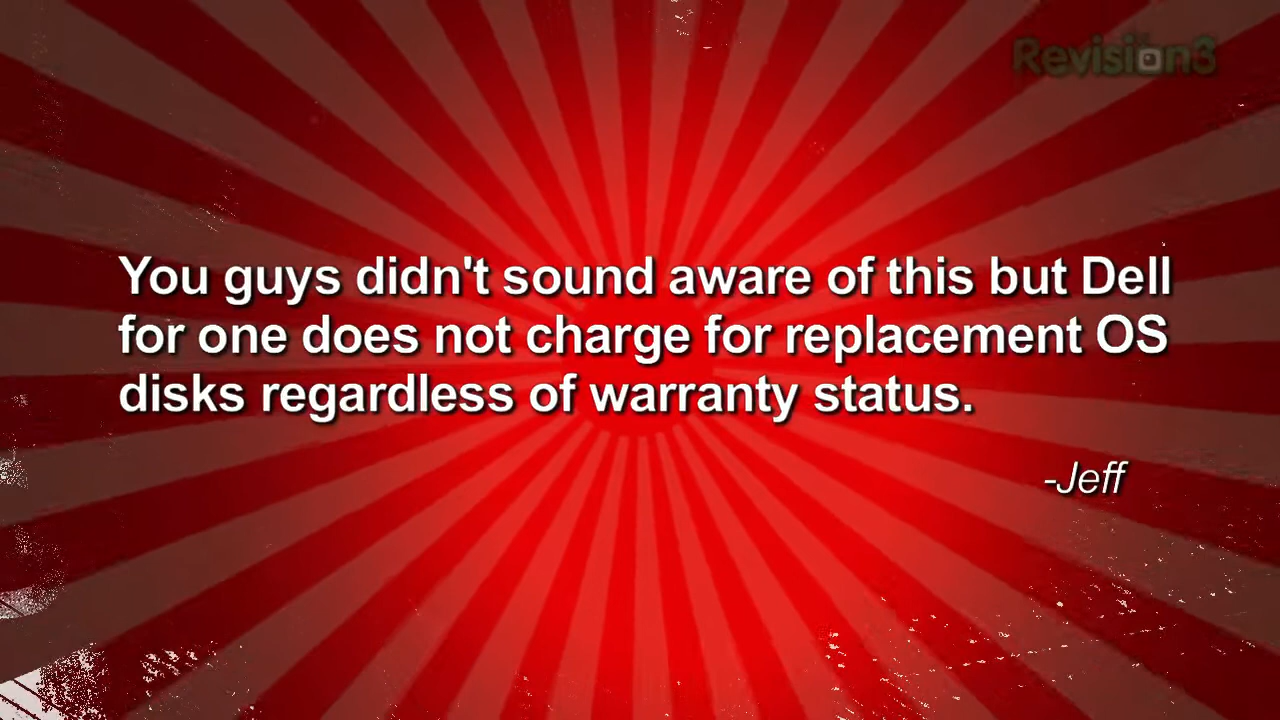 Revision3
You guys didn't sound aware of this but Dell
for one does not charge for replacement OS
disks regardless of warranty status.
-Jeff